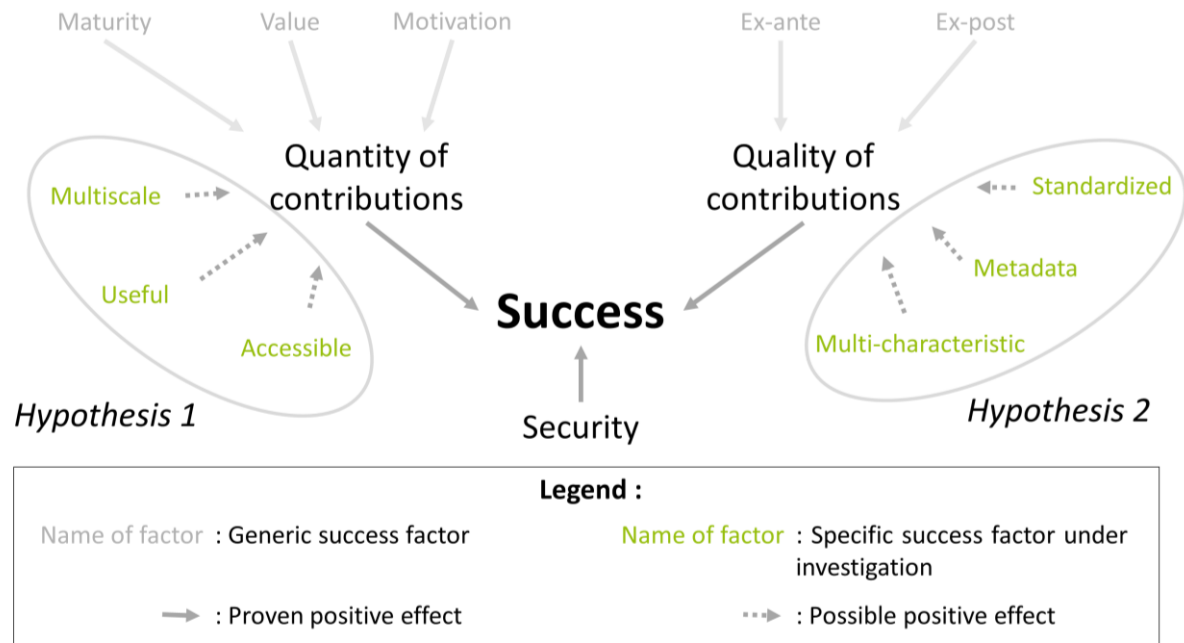 Maturity
Value
Motivation
Ex-ante
Ex-post
Quantity of
contributions
Quality of
contributions
Multiscale
Standardized
Useful
Metadata
Accessible
Success
Multi-characteristic
Hypothesis 1
Hypothesis 2
Security
Legend :
Name of factor : Generic success factor
Name of factor : Specific success factor under
investigation
: Proven positive effect
: Possible positive effect